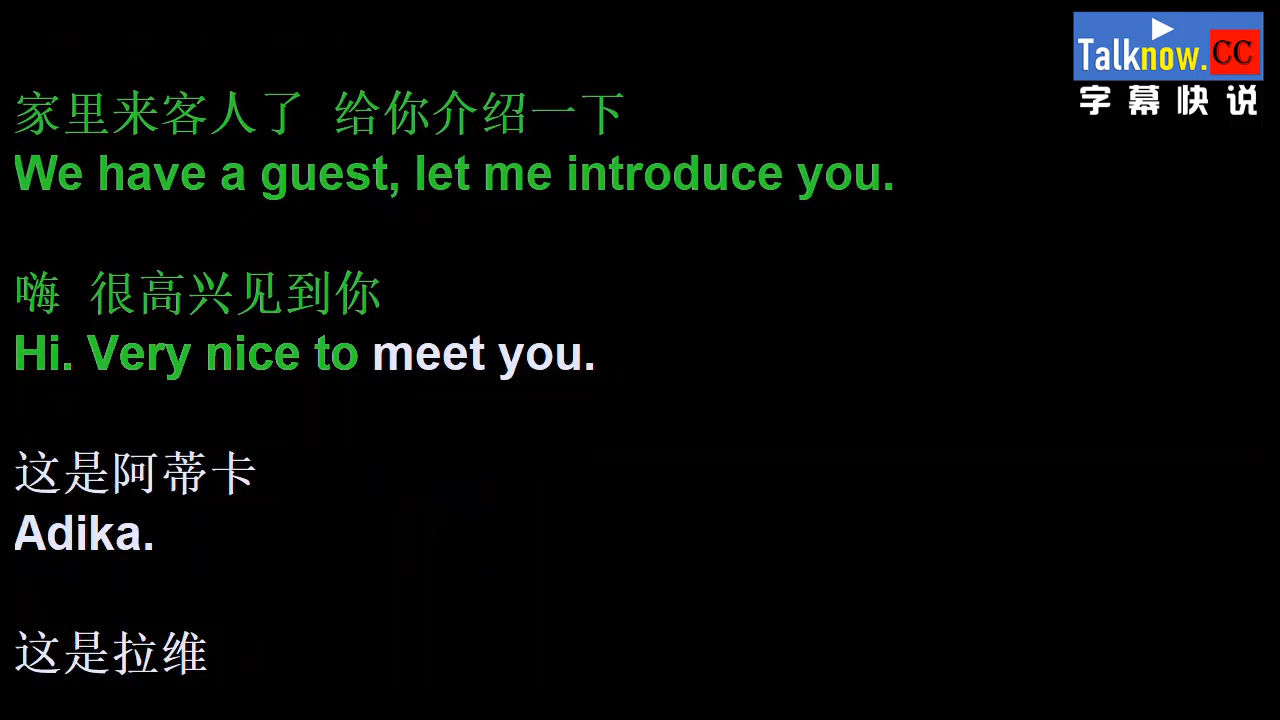 Talknow.CC
字幕快说
家里来客人了 给你介绍一下
We have a guest, let me introduce you.
嗨 很高兴见到你
Hi. Very nice to meet you.
这是阿蒂卡
Adika.
这是拉维